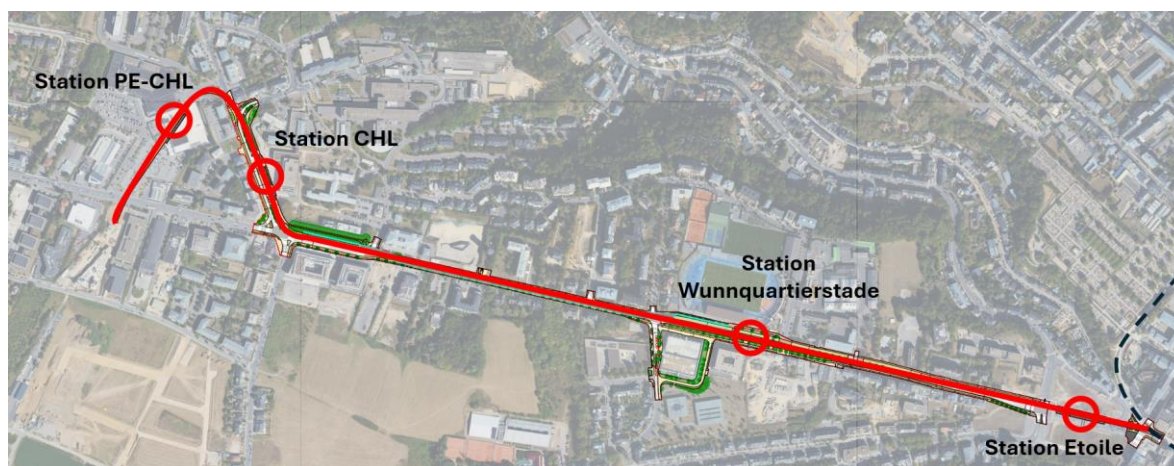 Station PE-CHL
Station CHL
Station
Wunnquartierstade
Station Etoile